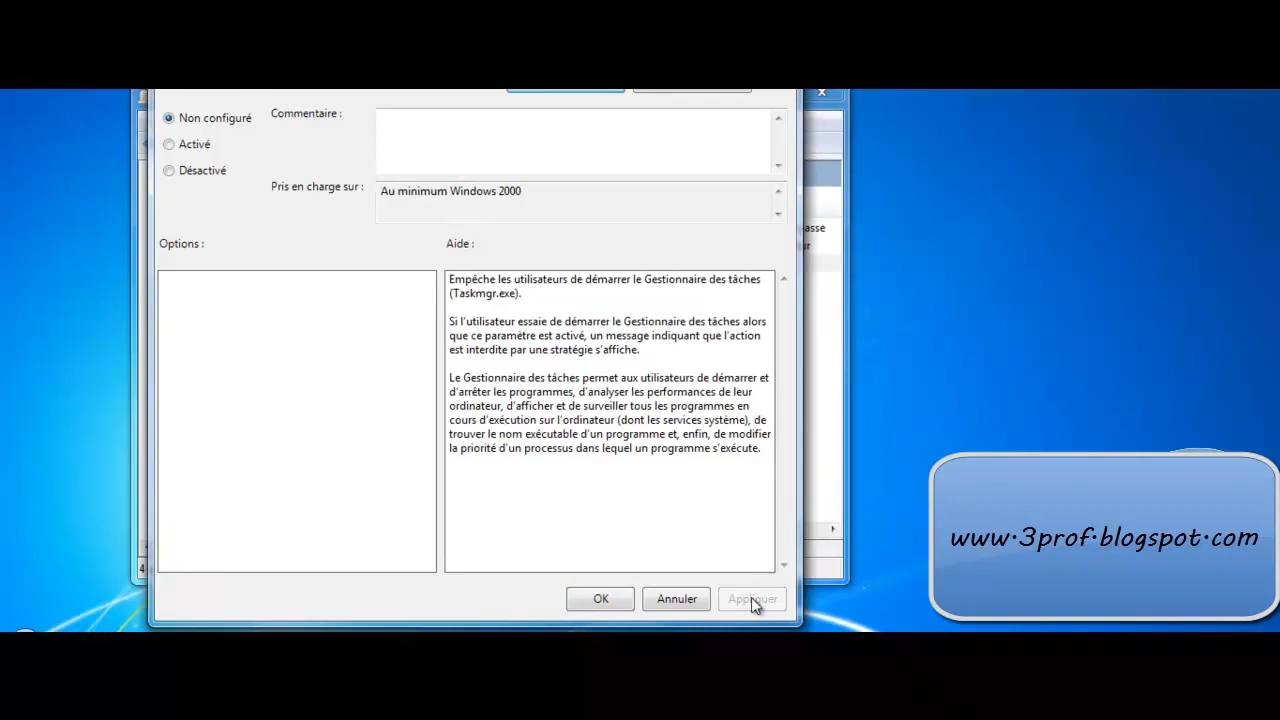 Non configuré
Commentaire :
Activé
Désactivé
Pris en charge sur :
Au minimum Windows 2000
asse
ur
Options :
Aide :
Empêche les utilisateurs de démarrer le Gestionnaire des tâches
(Taskmgr.exe).
Si l'utilisateur essaie de démarrer le Gestionnaire des tâches alors
que ce paramètre est activé, un message indiquant que l'action
est interdite par une stratégie s'affiche.
Le Gestionnaire des tâches permet aux utilisateurs de démarrer et
d'arrêter les programmes, d'analyser les performances de leur
ordinateur, d'afficher et de surveiller tous les programmes en
cours d'exécution sur l'ordinateur (dont les services système), de
trouver le nom exécutable d'un programme et, enfin, de modifier
la priorité d'un processus dans lequel un programme s'exécute.
www.3prof.blogspot.com
4
OK
Annuler
Appliquer